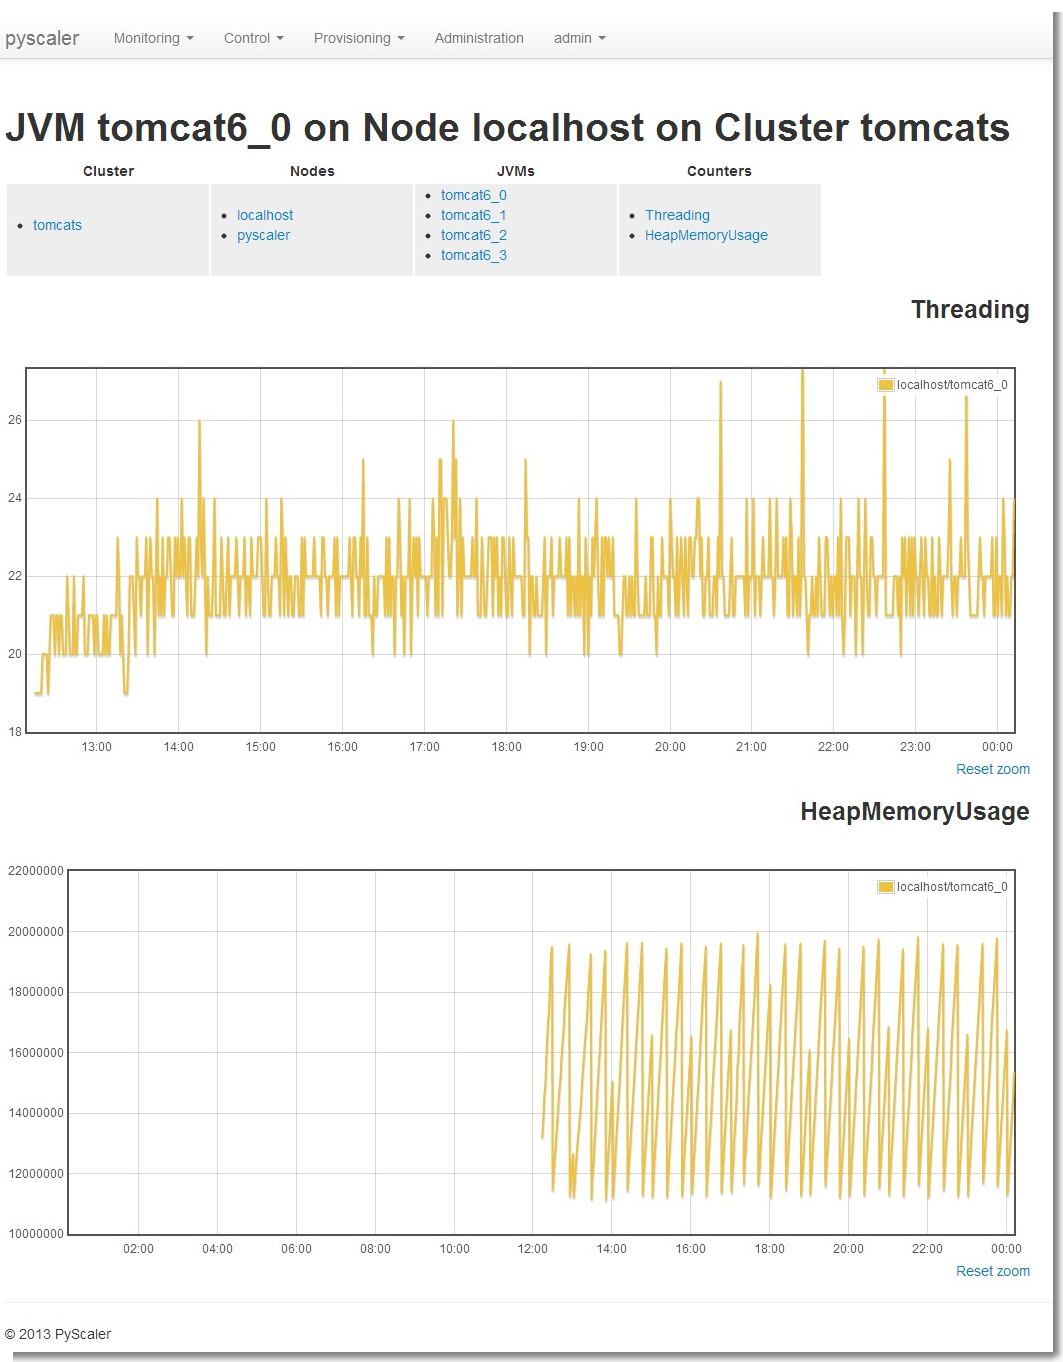 pyscaler Monitoring Control Provisioning Administration admin
JVM tomcat6_0 on Node localhost on Cluster tomcats
Cluster Nodes JVMs Counters
tomcats
localhost
pyscaler
tomcat6_0
tomcat6_1
tomcat6_2
tomcat6_3
Threading
HeapMemoryUsage
Threading
localhost/tomcat6_0
26
24
22
20
18
13:00 14:00 15:00 16:00 17:00 18:00 19:00 20:00 21:00 22:00 23:00 00:00
Reset zoom
HeapMemoryUsage
22000000
localhost/tomcat6_0
20000000
18000000
16000000
14000000
12000000
10000000
02:00 04:00 06:00 08:00 10:00 12:00 14:00 16:00 18:00 20:00 22:00 00:00
Reset zoom
© 2013 PyScaler